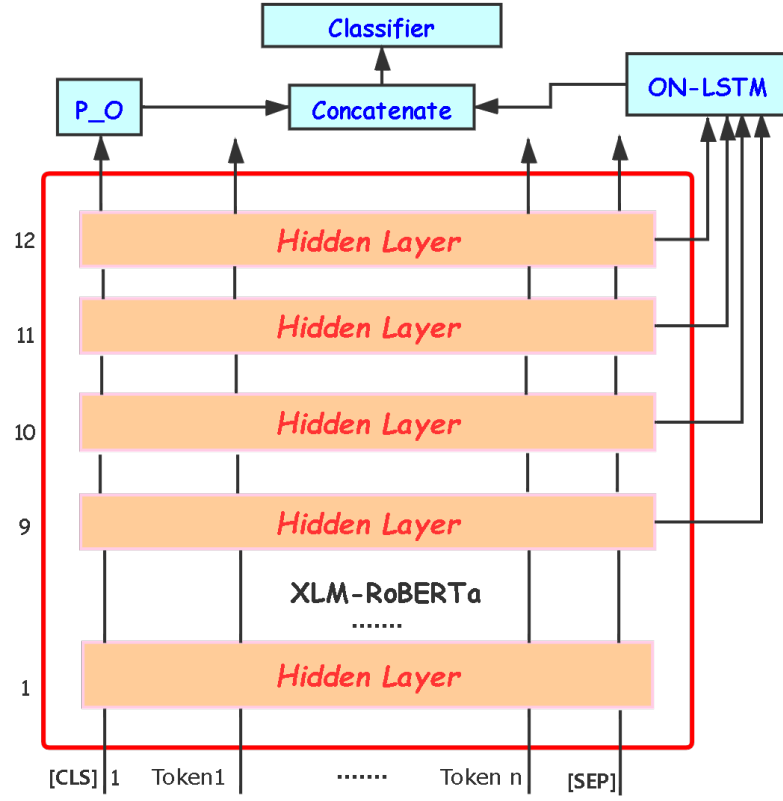 Classifier
P_O
Concatenate
ON-LSTM
12 Hidden Layer
11 Hidden Layer
10 Hidden Layer
9 Hidden Layer
XLM-RoBERTa
.......
1 Hidden Layer
[CLS] 1 Token1 ....... Token n [SEP]